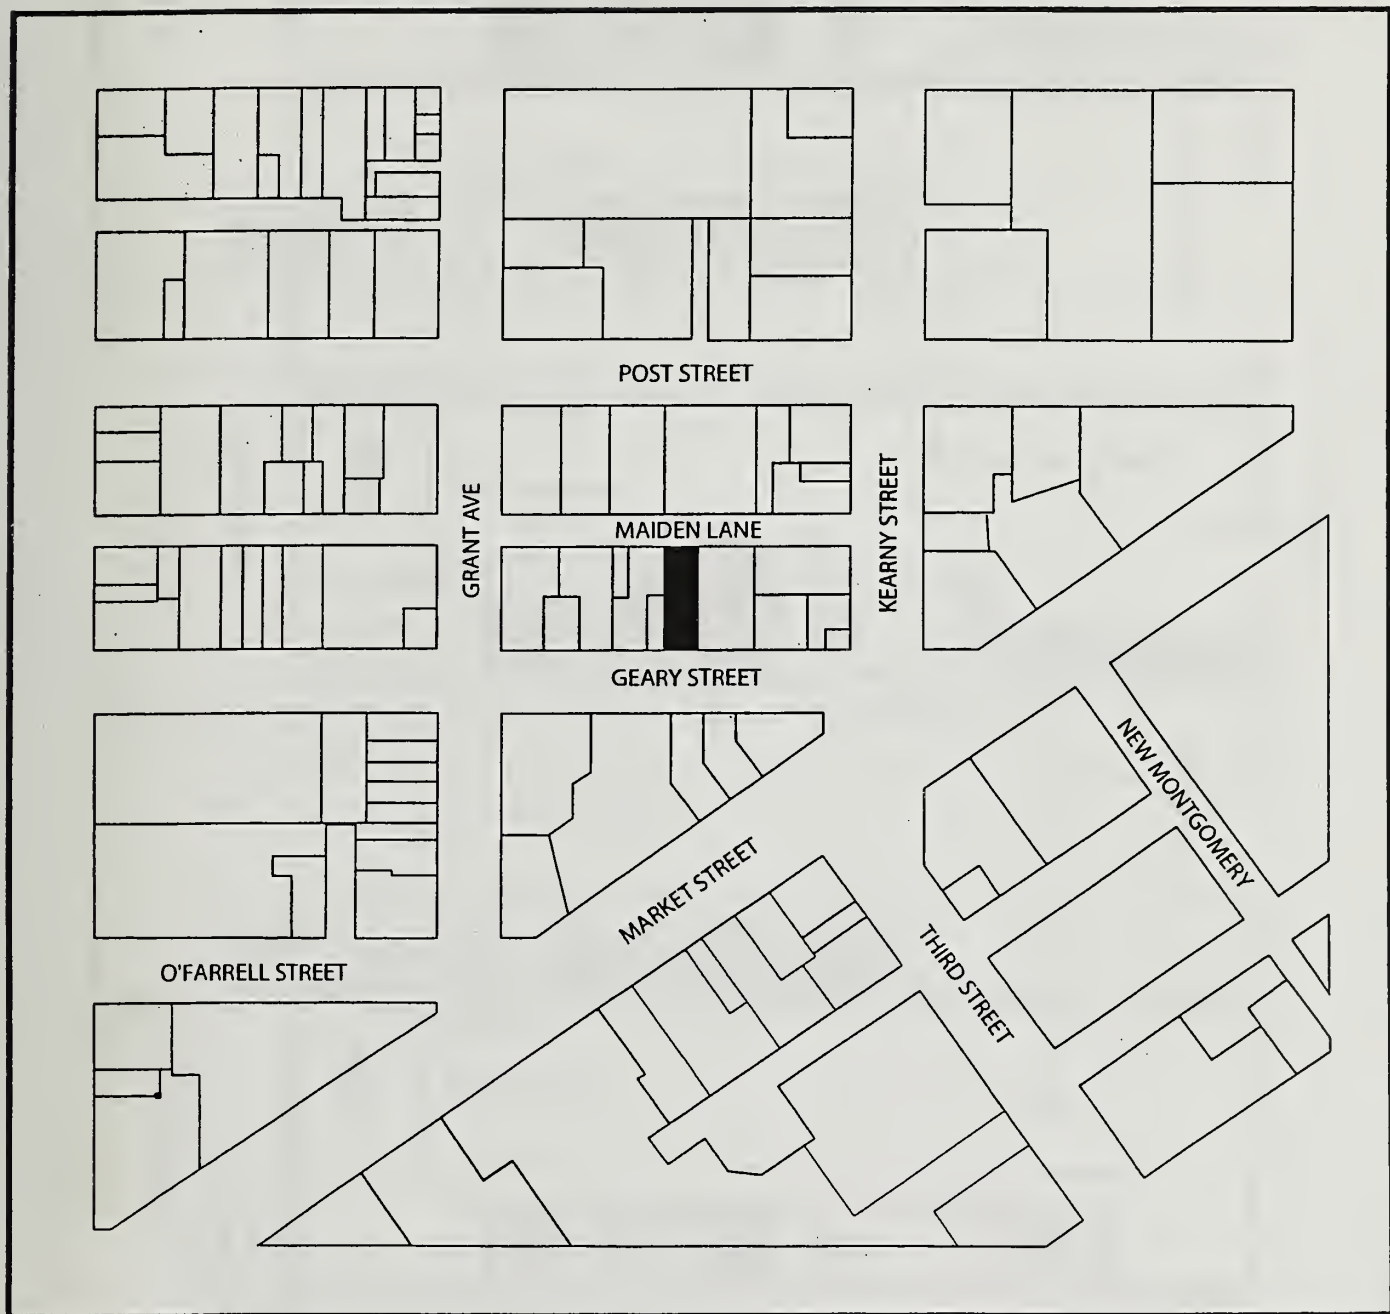 POST STREET
GRANT AVE
MAIDEN LANE
KEARNY STREET
GEARY STREET
NEW MONTGOMERY
MARKET STREET
THIRD STREET
O'FARRELL STREET